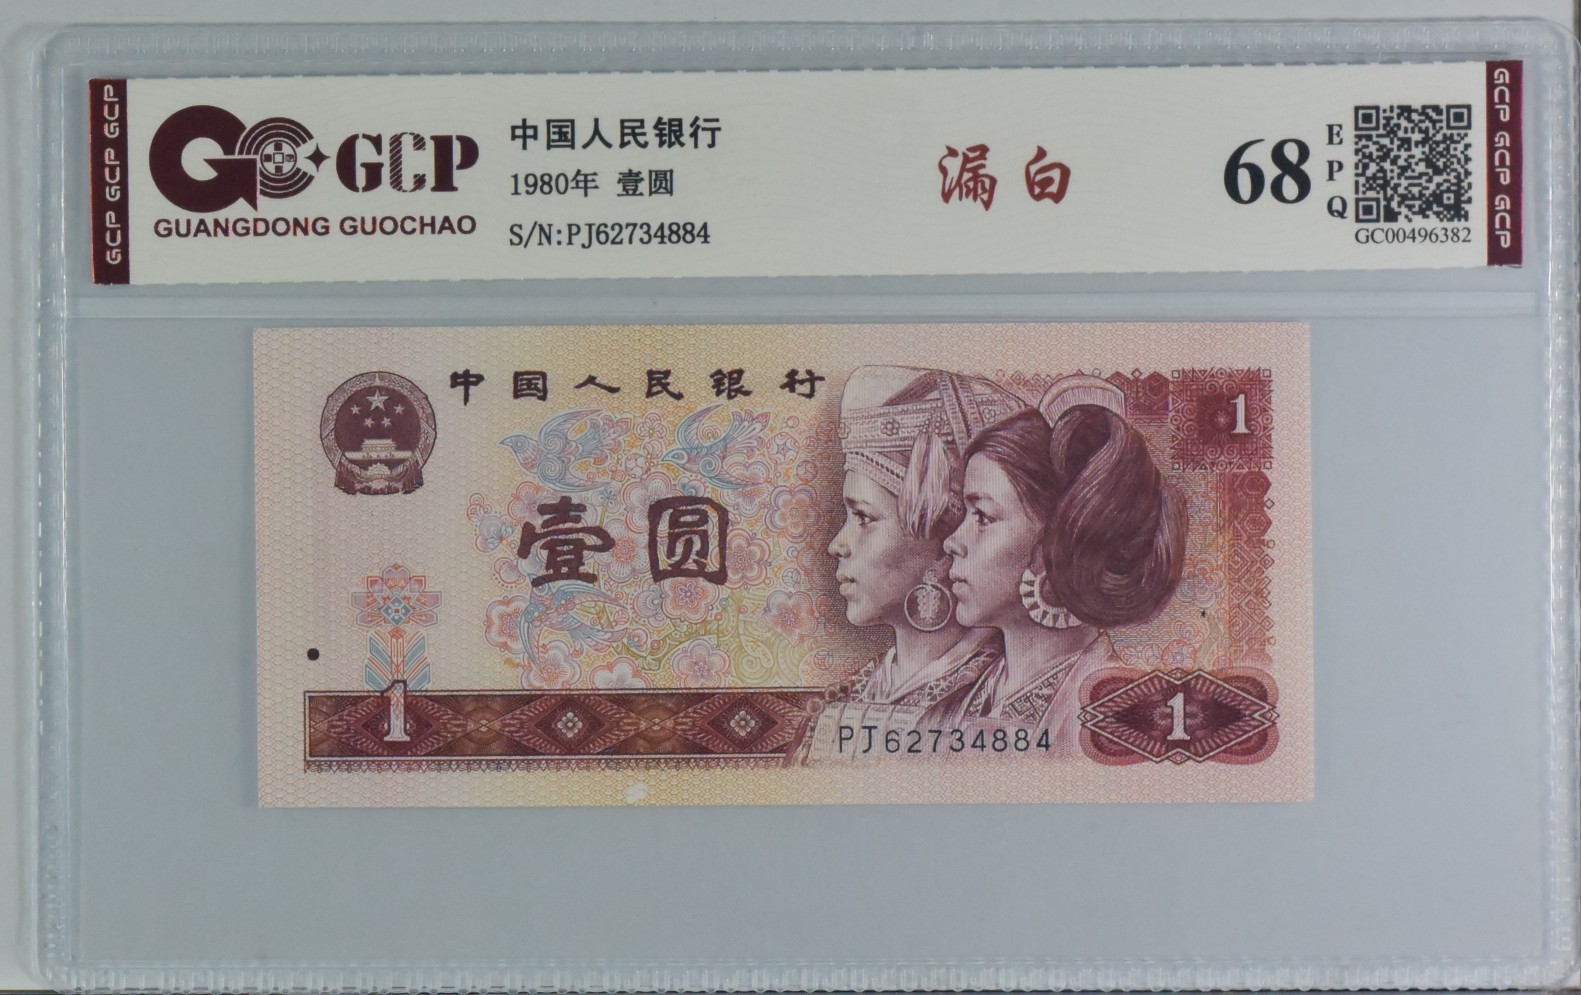 GCP GCP GCP
GCP
GUANGDONG GUOCHAO
中国人民银行
1980年 壹圆
S/N:PJ62734884
漏白
68
EPQ
GC00496382
GCP GCP GCP
中国人民银行
1
壹圆
1
PJ62734884
1